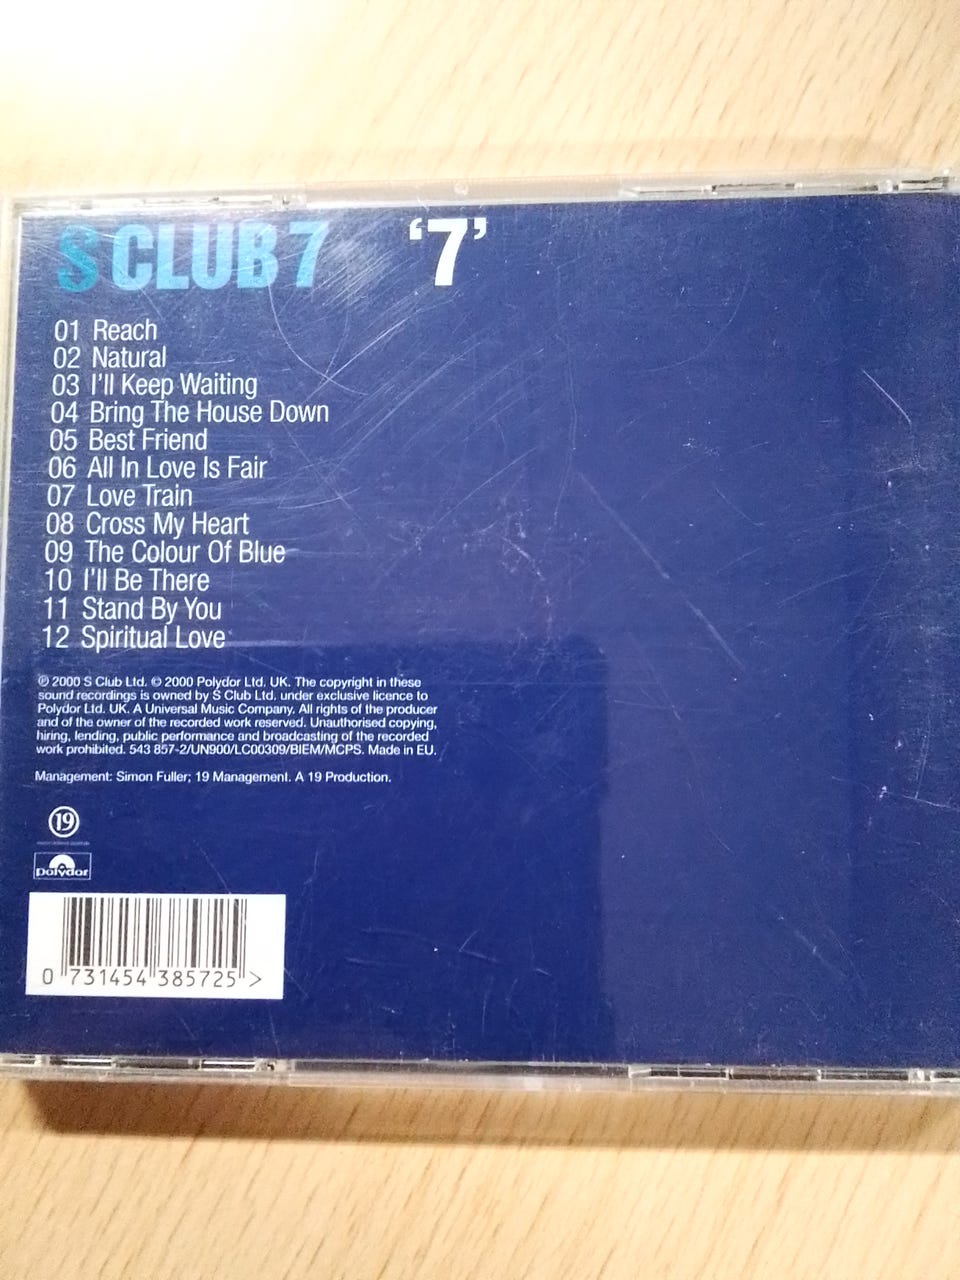 S CLUB 7 ‘7’
01 Reach
02 Natural
03 I'll Keep Waiting
04 Bring The House Down
05 Best Friend
06 All In Love Is Fair
07 Love Train
08 Cross My Heart
09 The Colour Of Blue
10 I'll Be There
11 Stand By You
12 Spiritual Love
℗ 2000 S Club Ltd. © 2000 Polydor Ltd. UK. The copyright in these
sound recordings is owned by S Club Ltd. under exclusive licence to
Polydor Ltd. UK. A Universal Music Company. All rights of the producer
and of the owner of the recorded work reserved. Unauthorised copying,
hiring, lending, public performance and broadcasting of the recorded
work prohibited. 543 857-2/UN900/LC00309/BIEM/MCPS. Made in EU.
Management: Simon Fuller; 19 Management. A 19 Production.
19
polydor
0 731454 385725 >